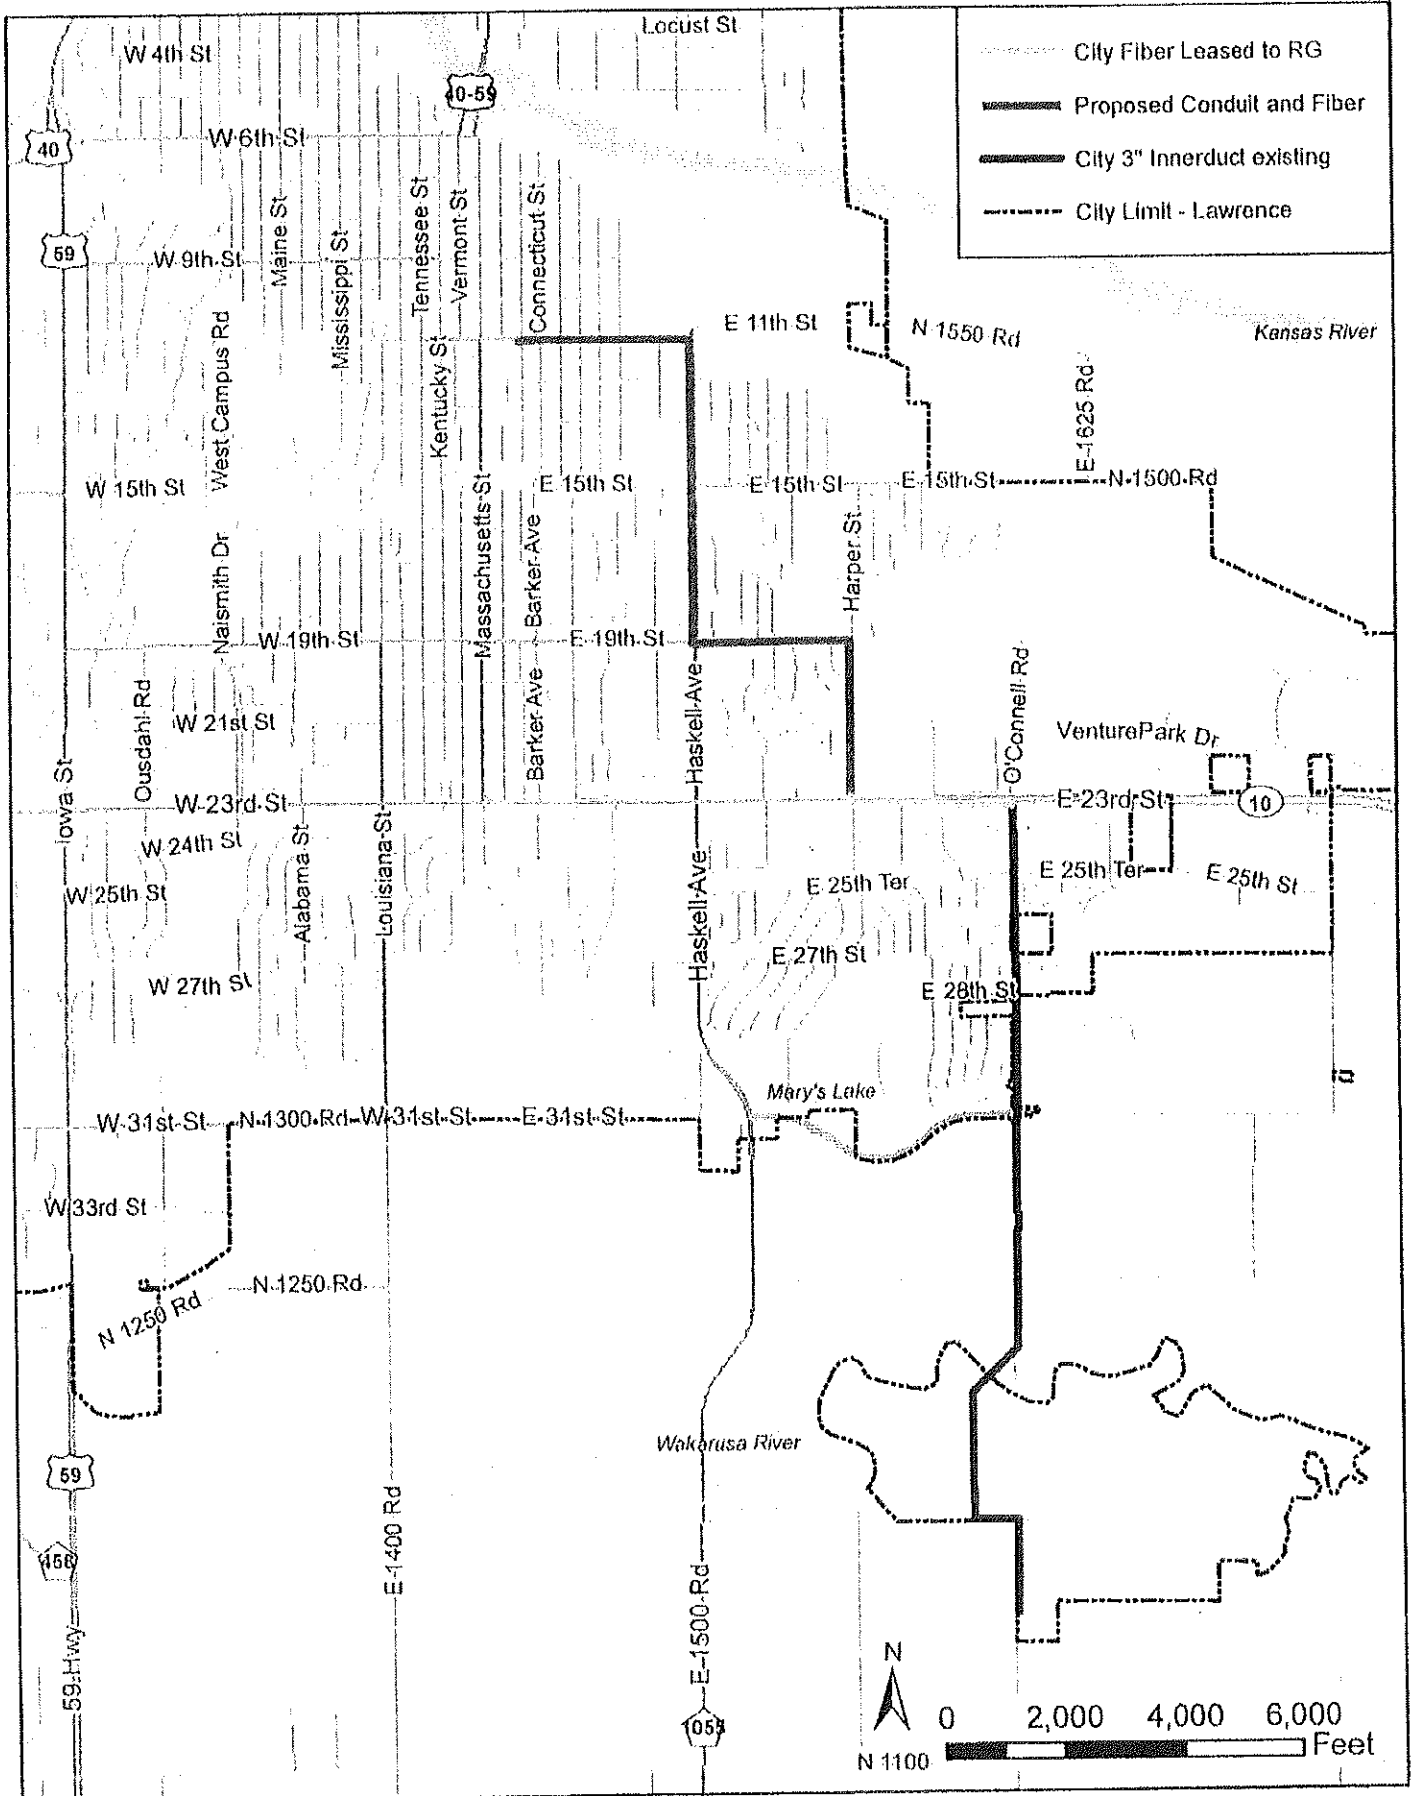 Locust St
W 4th St
City Fiber Leased to RG
Proposed Conduit and Fiber
City 3" Innerduct existing
City Limit - Lawrence
40-59
40
W 6th St
59
W 9th St
Maine St
Mississippi St
Tennessee St
Vermont St
Connecticut St
E 11th St
N 1550 Rd
Kansas River
West Campus Rd
Kentucky St
E 1625 Rd
W 15th St
Massachusetts St
E 15th St
E 15th St
E 15th St
N 1500 Rd
Naismith Dr
Barker Ave
Harper St
W 19th St
E 19th St
Ousdahl Rd
W 21st St
Barker Ave
Haskell Ave
O'Connell Rd
VenturePark Dr
Iowa St
W 23rd St
E 23rd St
10
W 24th St
Alabama St
Louisiana St
Haskell Ave
E 25th Ter
E 25th Ter
E 25th St
W 25th St
W 27th St
E 27th St
E 28th St
Mary's Lake
W 31st St
N 1300 Rd
W 31st St
E 31st St
W 33rd St
N 1250 Rd
N 1250 Rd
Wakarusa River
59
E 1400 Rd
458
59 Hwy
E 1500 Rd
1055
N
0 2,000 4,000 6,000
Feet
N 1100